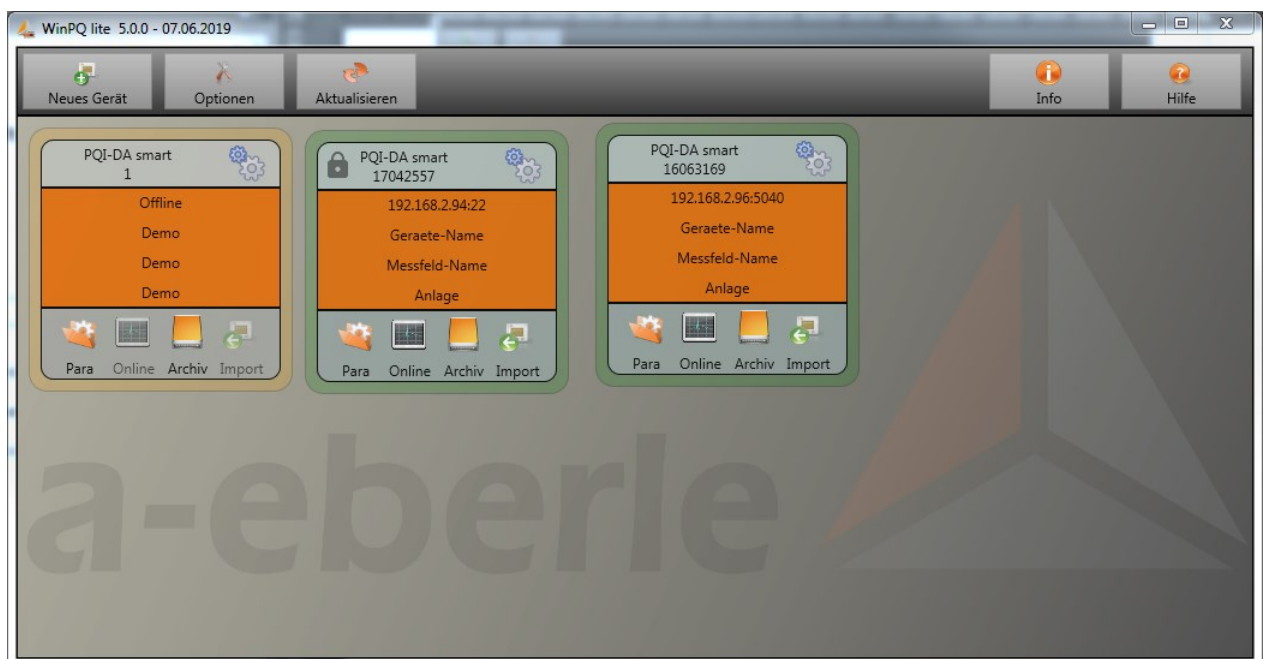 WinPQ lite 5.0.0 - 07.06.2019
Neues Gerät
Optionen
Aktualisieren
Info
Hilfe
PQI-DA smart
1
Offline
Demo
Demo
Demo
Para Online Archiv Import
PQI-DA smart
17042557
192.168.2.94:22
Geraete-Name
Messfeld-Name
Anlage
Para Online Archiv Import
PQI-DA smart
16063169
192.168.2.96:5040
Geraete-Name
Messfeld-Name
Anlage
Para Online Archiv Import
a-eberle